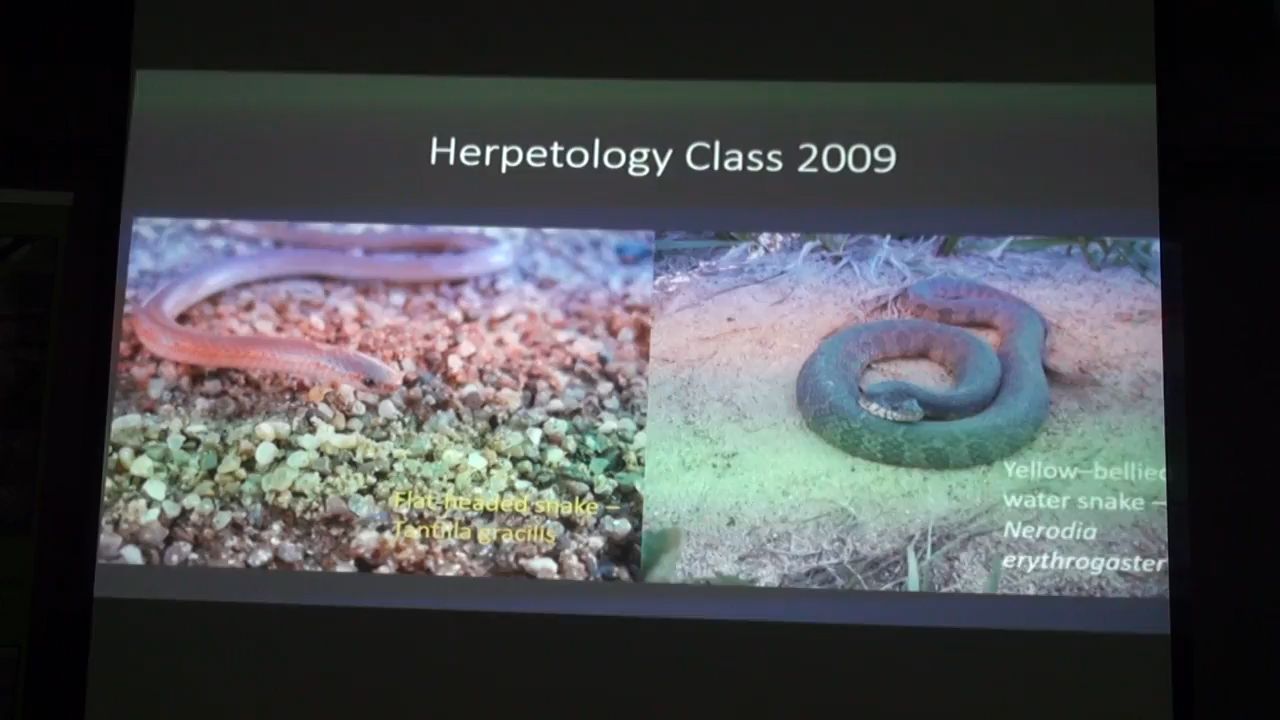 Herpetology Class 2009
Flat-headed snake –
Tantilla gracilis
Yellow–bellied
water snake –
Nerodia
erythrogaster